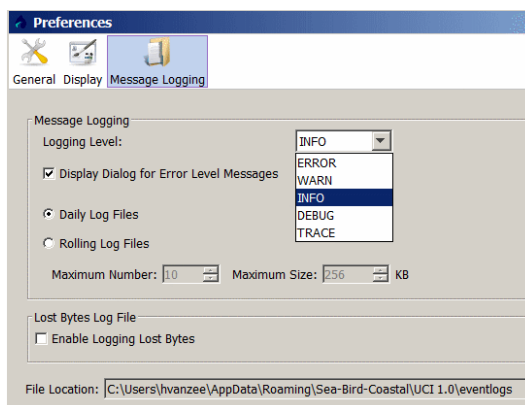 Preferences
General Display Message Logging
Message Logging
Logging Level: INFO
ERROR
WARN
INFO
DEBUG
TRACE
Display Dialog for Error Level Messages
Daily Log Files
Rolling Log Files
Maximum Number: 10 Maximum Size: 256 KB
Lost Bytes Log File
Enable Logging Lost Bytes
File Location: C:\Users\hvanzee\AppData\Roaming\Sea-Bird-Coastal\UCI 1.0\eventlogs